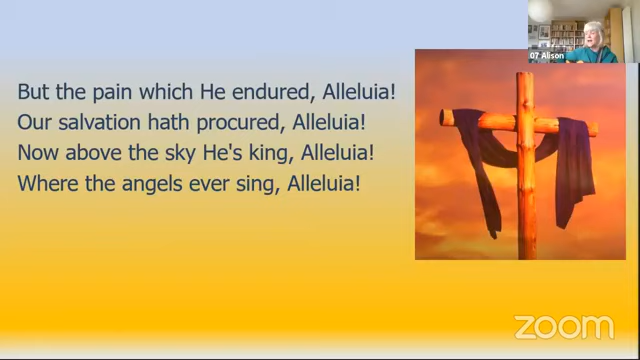 07 Alison
But the pain which He endured, Alleluia!
Our salvation hath procured, Alleluia!
Now above the sky He's king, Alleluia!
Where the angels ever sing, Alleluia!
zoom